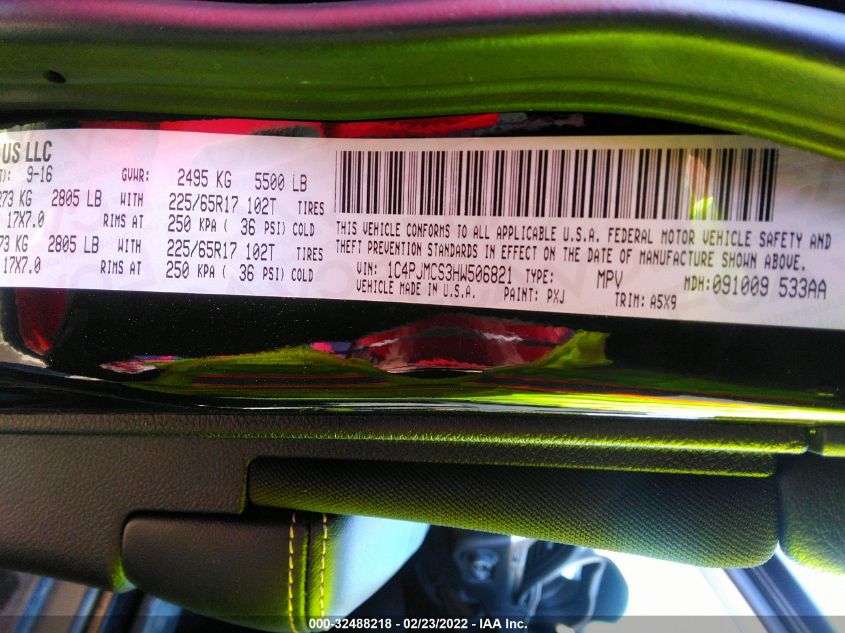 US LLC
9-16 GVWR: 2495 KG 5500 LB
273 KG 2805 LB WITH 225/65R17 102T TIRES
17X7.0 RIMS AT 250 KPA ( 36 PSI) COLD
73 KG 2805 LB WITH 225/65R17 102T TIRES
17X7.0 RIMS AT 250 KPA ( 36 PSI) COLD
THIS VEHICLE CONFORMS TO ALL APPLICABLE U.S.A. FEDERAL MOTOR VEHICLE SAFETY AND
THEFT PREVENTION STANDARDS IN EFFECT ON THE DATE OF MANUFACTURE SHOWN ABOVE.
VIN: 1C4PJMCS3HW506821 TYPE: MPV MDH: 091009 533AA
VEHICLE MADE IN U.S.A. PAINT: PXJ TRIM: A5X9
000-32488218 - 02/23/2022 - IAA Inc.